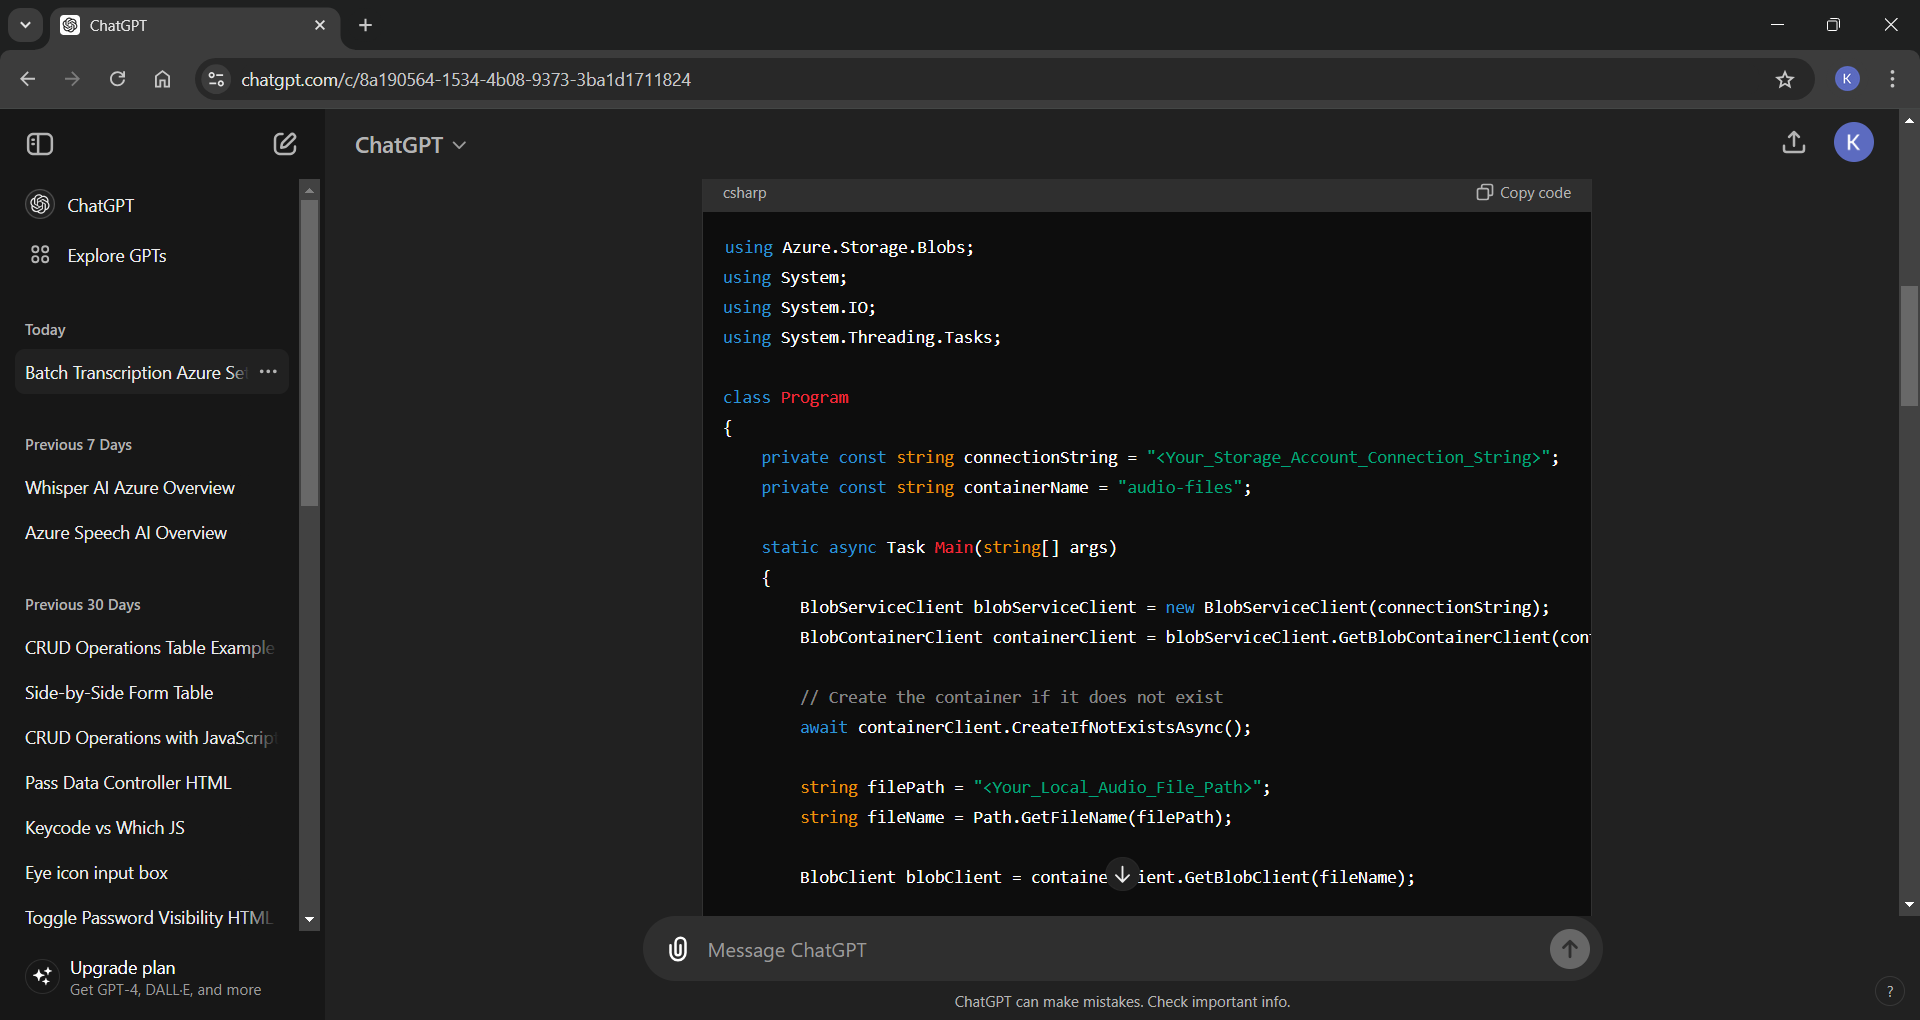 ChatGPT
chatgpt.com/c/8a190564-1534-4b08-9373-3ba1d1711824
K
ChatGPT
K
ChatGPT
Explore GPTs
Today
Batch Transcription Azure Se
Previous 7 Days
Whisper AI Azure Overview
Azure Speech AI Overview
Previous 30 Days
CRUD Operations Table Example
Side-by-Side Form Table
CRUD Operations with JavaScrip
Pass Data Controller HTML
Keycode vs Which JS
Eye icon input box
Toggle Password Visibility HTML
Upgrade plan
Get GPT-4, DALL·E, and more
csharp
Copy code
using Azure.Storage.Blobs;
using System;
using System.IO;
using System.Threading.Tasks;
class Program
{
private const string connectionString = "<Your_Storage_Account_Connection_String>";
private const string containerName = "audio-files";
static async Task Main(string[] args)
{
BlobServiceClient blobServiceClient = new BlobServiceClient(connectionString);
BlobContainerClient containerClient = blobServiceClient.GetBlobContainerClient(con
// Create the container if it does not exist
await containerClient.CreateIfNotExistsAsync();
string filePath = "<Your_Local_Audio_File_Path>";
string fileName = Path.GetFileName(filePath);
BlobClient blobClient = containe ient.GetBlobClient(fileName);
Message ChatGPT
ChatGPT can make mistakes. Check important info.
?